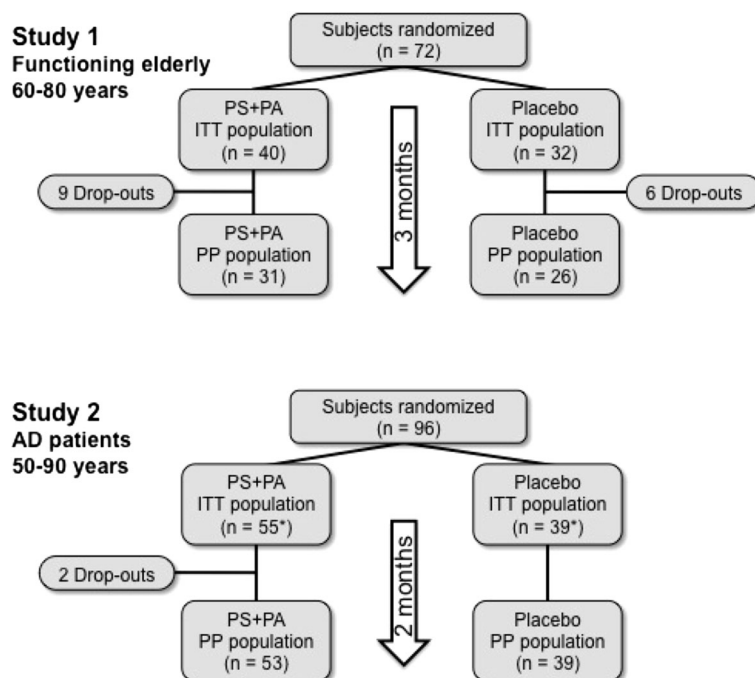 Study 1
Functioning elderly
60-80 years
Subjects randomized
(n = 72)
PS+PA
ITT population
(n = 40)
Placebo
ITT population
(n = 32)
9 Drop-outs
3 months
6 Drop-outs
PS+PA
PP population
(n = 31)
Placebo
PP population
(n = 26)
Study 2
AD patients
50-90 years
Subjects randomized
(n = 96)
PS+PA
ITT population
(n = 55*)
Placebo
ITT population
(n = 39*)
2 Drop-outs
2 months
PS+PA
PP population
(n = 53)
Placebo
PP population
(n = 39)